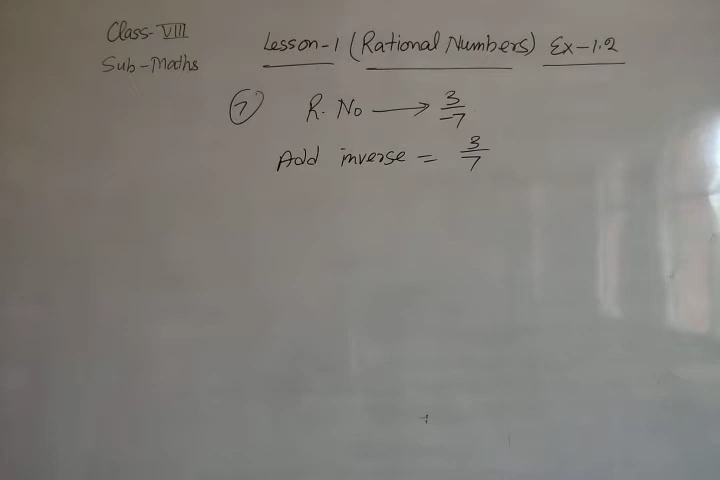 Class-VIII
Sub-Maths
Lesson-1 (Rational Numbers) Ex-1.2
(7) R. No → 3/-7
Add inverse = 3/7